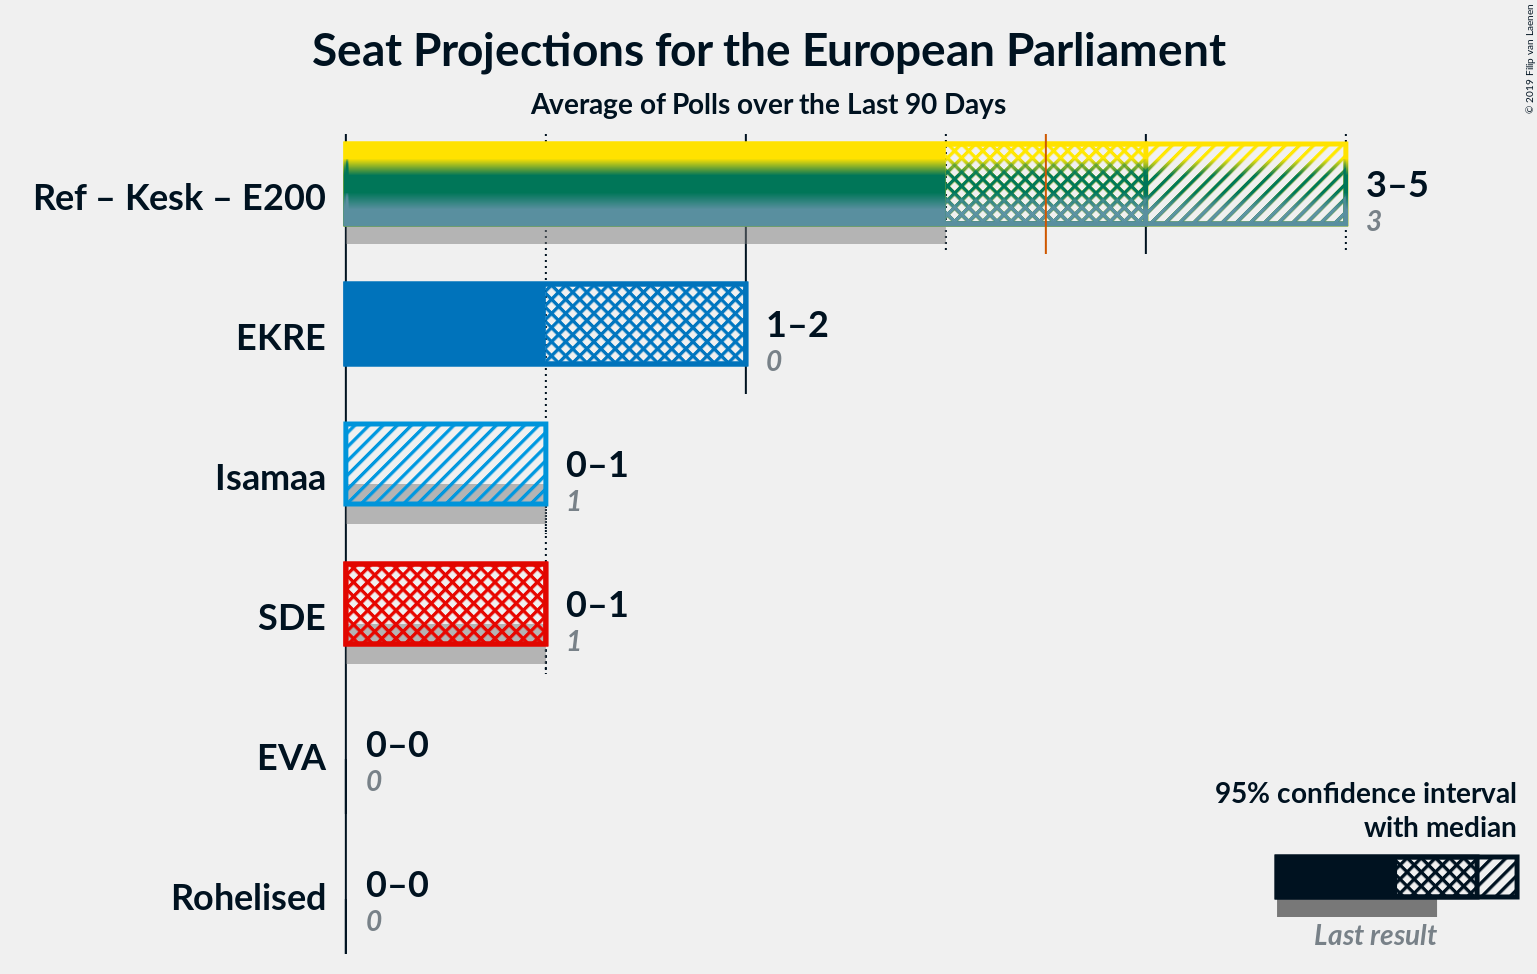 Seat Projections for the European Parliament
Average of Polls over the Last 90 Days
© 2019 Filip van Laenen
Ref – Kesk – E200
3–5
3
EKRE
1–2
0
Isamaa
0–1
1
SDE
0–1
1
EVA
0–0
0
Rohelised
0–0
0
95% confidence interval
with median
Last result